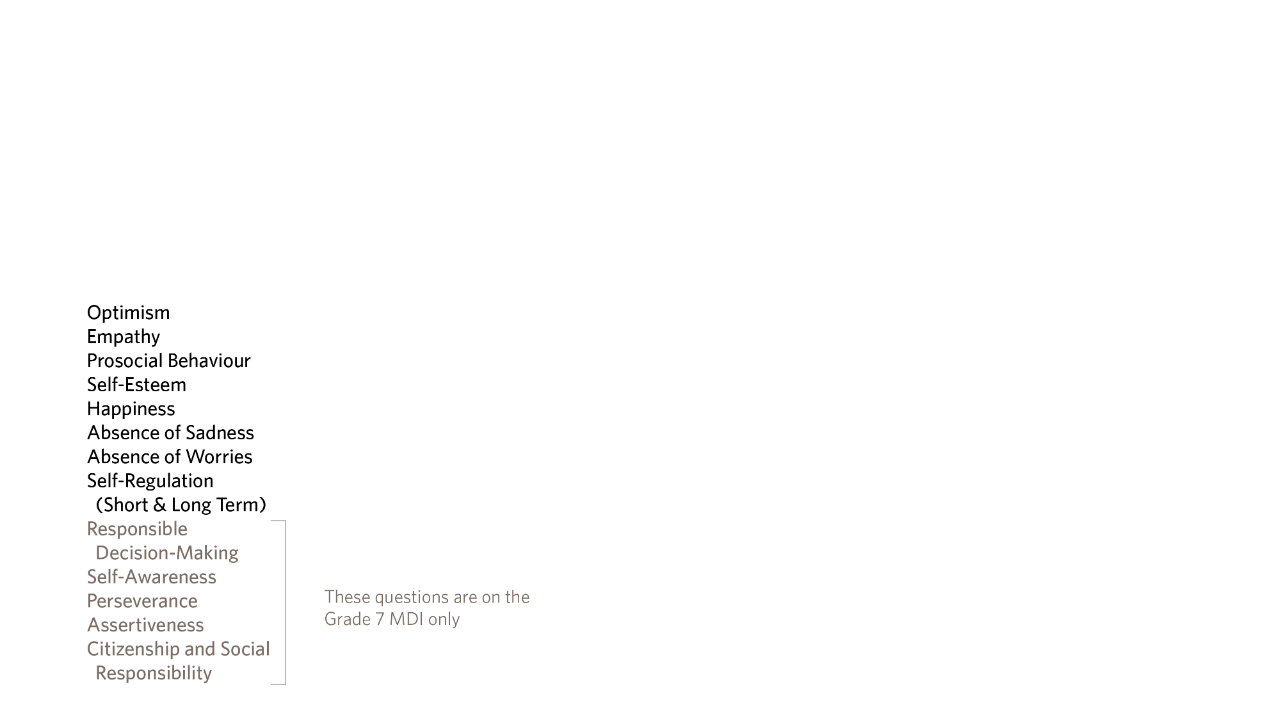 Optimism
Empathy
Prosocial Behaviour
Self-Esteem
Happiness
Absence of Sadness
Absence of Worries
Self-Regulation
(Short & Long Term)
Responsible
Decision-Making
Self-Awareness
Perseverance
Assertiveness
Citizenship and Social
Responsibility
These questions are on the
Grade 7 MDI only